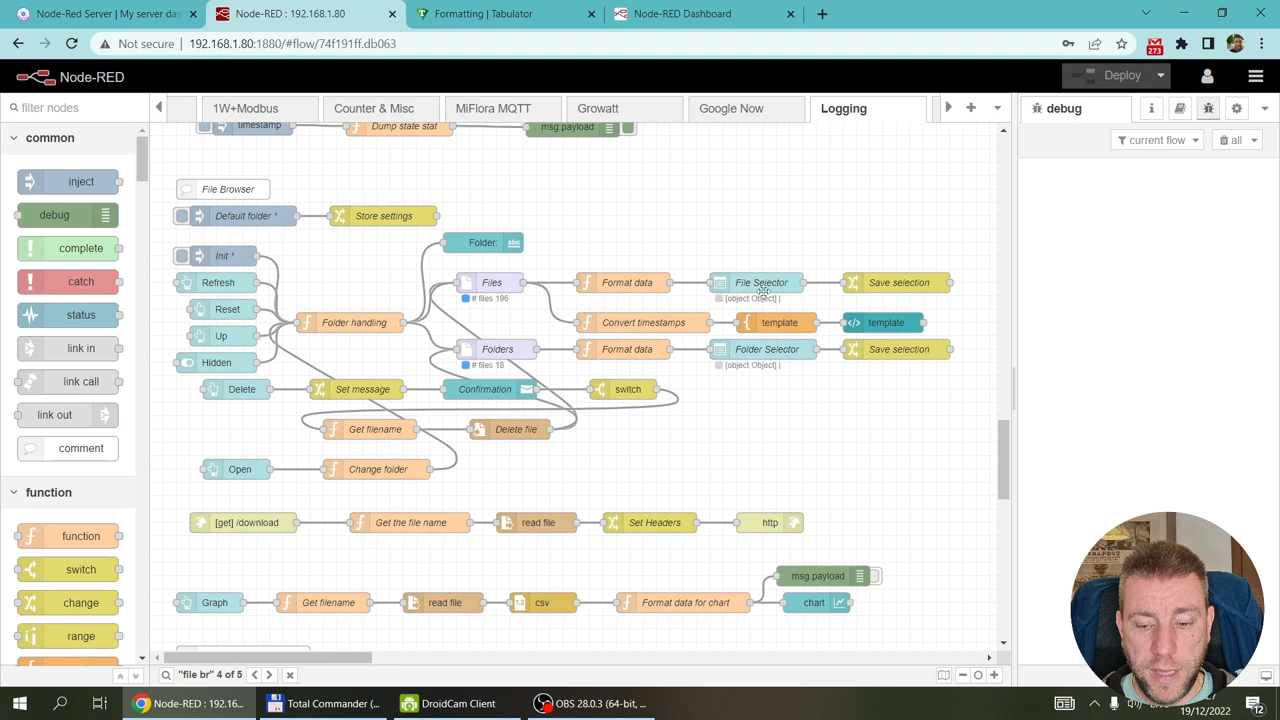 Node-RED Server | My server das
Node-RED : 192.168.1.80
Formatting | Tabulator
Node-RED Dashboard
Not secure
192.168.1.80:1880/#flow/74f191ff.db063
273
Node-RED
Deploy
filter nodes
1W+Modbus
Counter & Misc
MiFlora MQTT
Growatt
Google Now
Logging
debug
current flow
all
common
inject
debug
complete
catch
status
link in
link call
link out
comment
function
function
switch
change
range
timestamp
Dump state stat
msg.payload
File Browser
Default folder ¹
Store settings
Folder:
abc
Init ¹
Refresh
Files
Format data
File Selector
Save selection
# files 196
[object Object] |
Reset
Folder handling
Convert timestamps
template
template
Up
Folders
Format data
Folder Selector
Save selection
Hidden
# files 18
[object Object] |
Delete
Set message
Confirmation
switch
Get filename
Delete file
Open
Change folder
[get] /download
Get the file name
read file
Set Headers
http
msg.payload
Graph
Get filename
read file
csv
Format data for chart
chart
"file br" 4 of 5
Node-RED : 192.16...
Total Commander (...
DroidCam Client
OBS 28.0.3 (64-bit, ...
19/12/2022
12